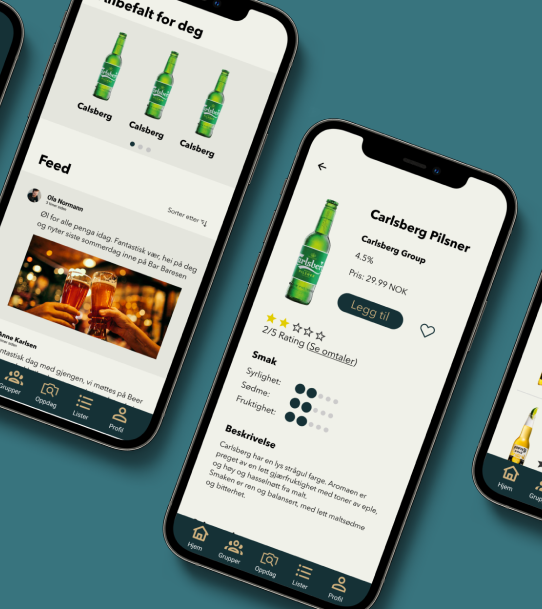 nbefalt for deg
Calsberg
Calsberg
Calsberg
Feed
Ola Normann
Sorter etter
Øl for alle penga idag. Fantastisk vær, hei på deg
og nyter siste sommerdag inne på Bar Baresen
Anne Karlsen
ntastisk dag med gjengen, vi møttes på Beer
Grupper
Oppdag
Lister
Profil
Carlsberg Pilsner
Carlsberg Group
4.5%
Pris: 29.99 NOK
Legg til
2/5 Rating (Se omtaler)
Smak
Syrlighet:
Sødme:
Fruktighet:
Beskrivelse
Carlsberg har en lys strågul farge. Aromaen er
preget av en lett gjærfruktighet med toner av eple,
og høy og hasselnøtt fra malt.
Smaken er ren og balansert, med lett maltsødme
og bitterhet.
Hjem
Grupper
Oppdag
Lister
Profil
Hjem